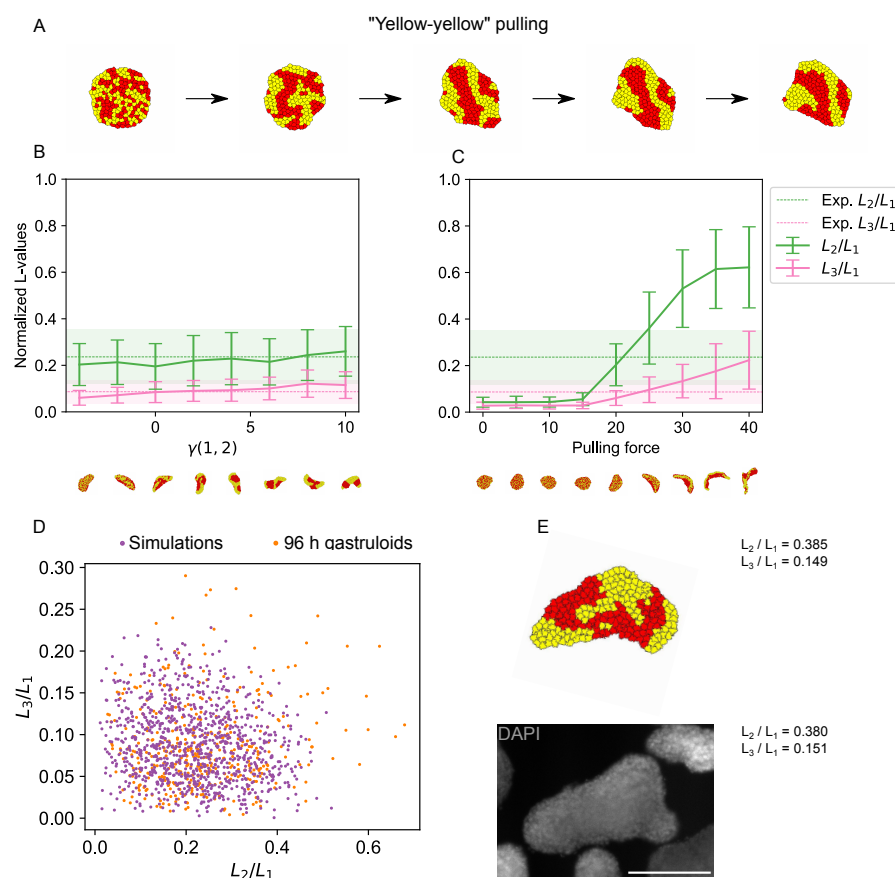 "Yellow-yellow" pulling
A
B
C
1.0
0.8
0.6
0.4
0.2
0.0
Normalized L-values
0
5
10
γ(1, 2)
1.0
0.8
0.6
0.4
0.2
0.0
0
10
20
30
40
Pulling force
Exp. L₂/L₁
Exp. L₃/L₁
L₂/L₁
L₃/L₁
D
Simulations
96 h gastruloids
0.30
0.25
0.20
0.15
0.10
0.05
0.00
L₃/L₁
0.0
0.2
0.4
0.6
L₂/L₁
E
L₂ / L₁ = 0.385
L₃ / L₁ = 0.149
DAPI
L₂ / L₁ = 0.380
L₃ / L₁ = 0.151